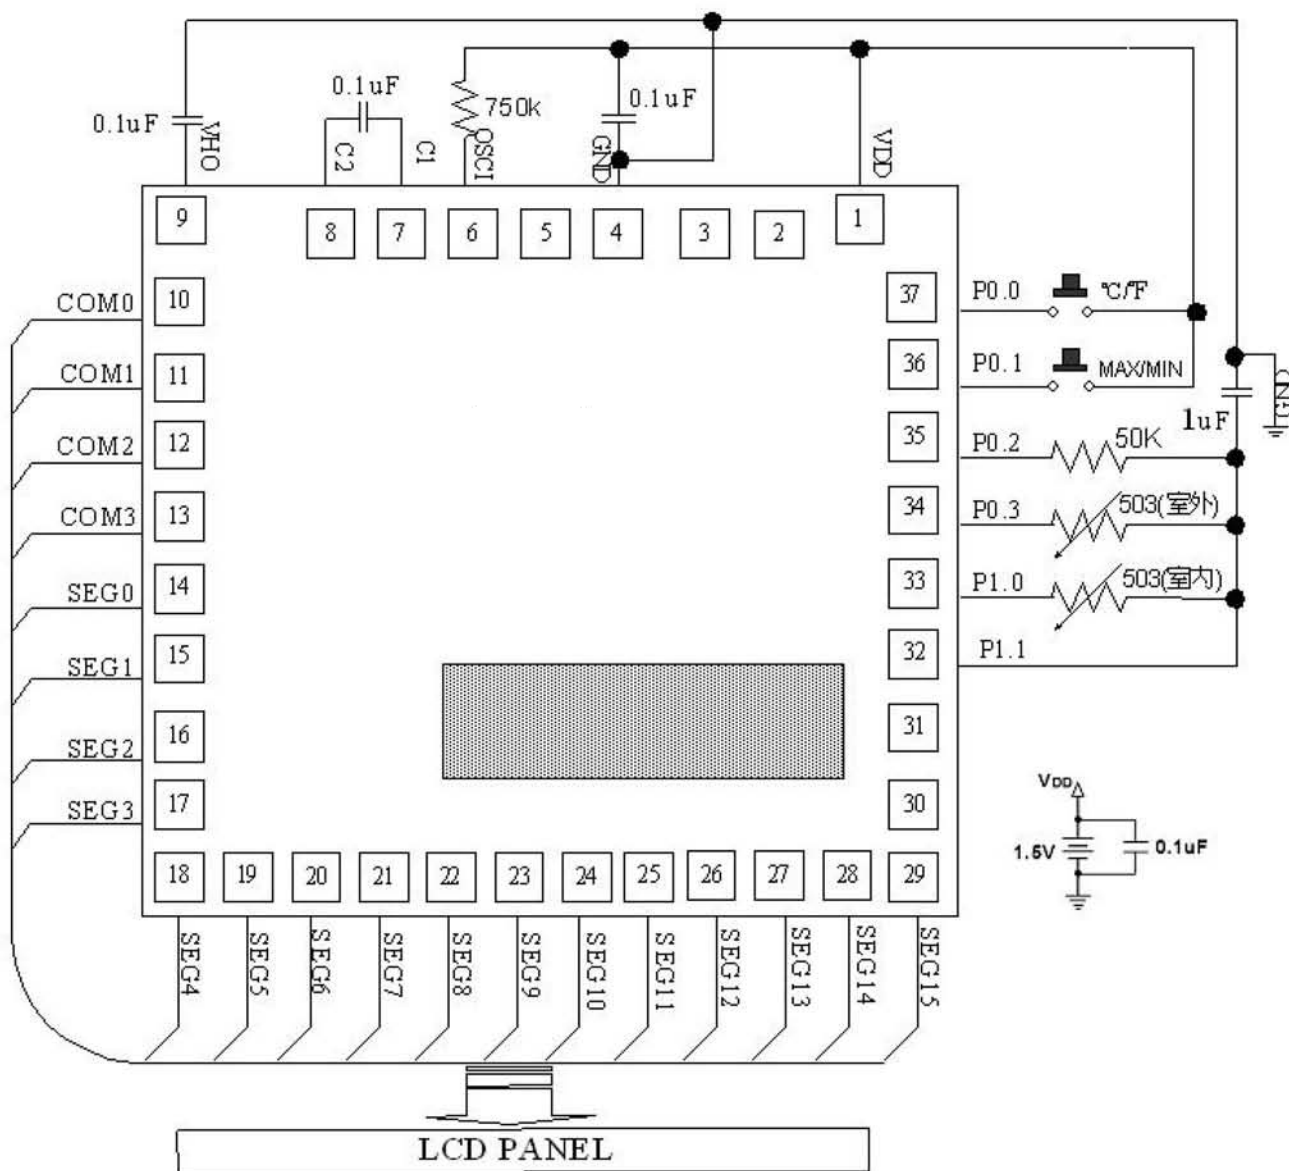 0.1uF
VHO
0.1uF
C2
C1
750k
OSCI
0.1uF
GND
VDD
9
8
7
6
5
4
3
2
1
COM0
10
37
P0.0
℃/℉
COM1
11
36
P0.1
MAX/MIN
GND
1uF
COM2
12
35
P0.2
50K
COM3
13
34
P0.3
503(室外)
SEG0
14
33
P1.0
503(室内)
SEG1
15
32
P1.1
SEG2
16
31
SEG3
17
30
VDD
1.5V
0.1uF
18
19
20
21
22
23
24
25
26
27
28
29
SEG4
SEG5
SEG6
SEG7
SEG8
SEG9
SEG10
SEG11
SEG12
SEG13
SEG14
SEG15
LCD PANEL